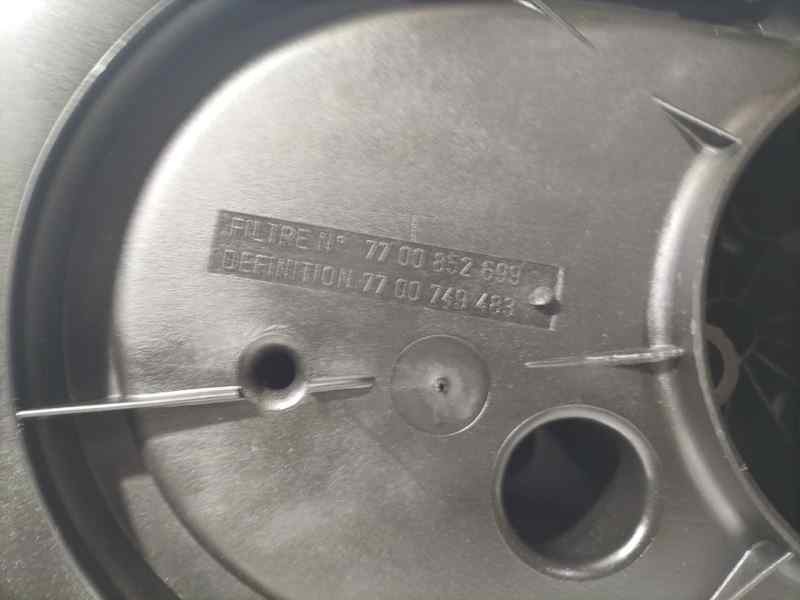 FILTRE N° 77 00 852 699
DEFINITION 77 00 749 483